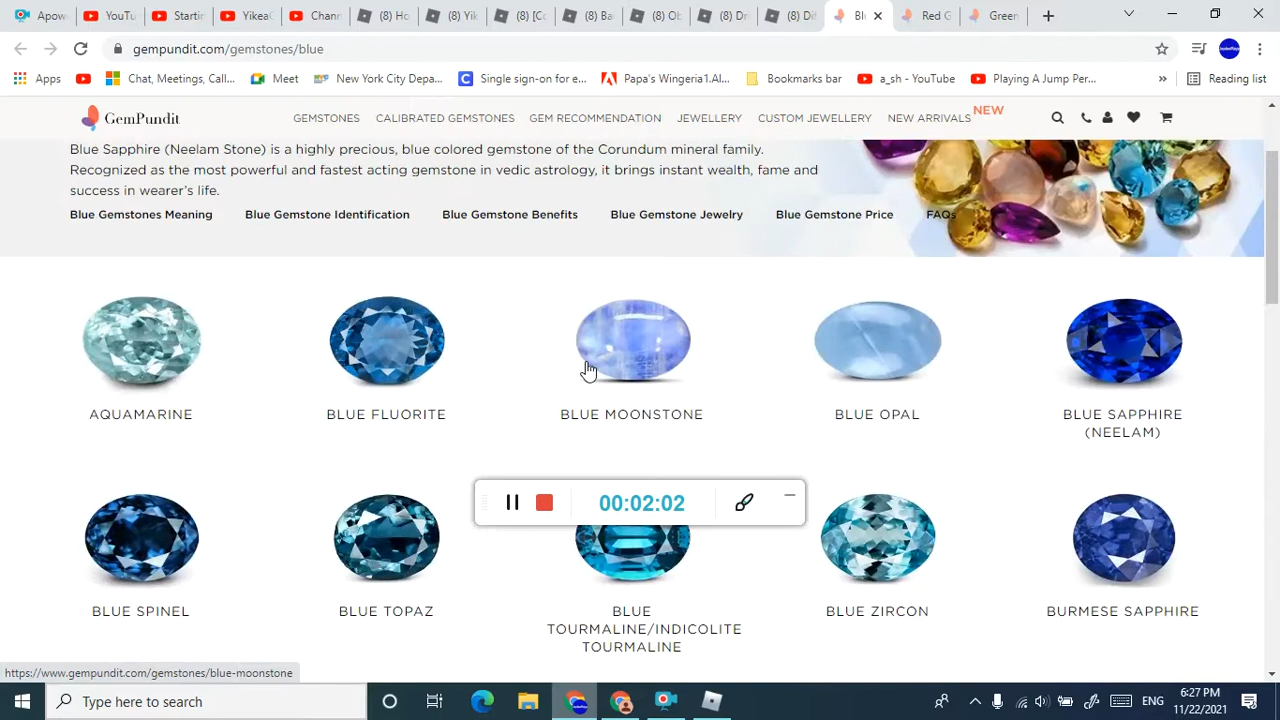 Apow
YouTu
Startir
YikeaG
Chann
(8) Ho
(8) Yik
(8) [C
(8) Ba
(8) Ob
(8) Dr
(8) Dif
Blu
Red G
Green
gempundit.com/gemstones/blue
Apps
Chat, Meetings, Call...
Meet
New York City Depa...
Single sign-on for e...
Papa's Wingeria1.Al...
Bookmarks bar
a_sh - YouTube
Playing A Jump Per...
»
Reading list
GemPundit
GEMSTONES
CALIBRATED GEMSTONES
GEM RECOMMENDATION
JEWELLERY
CUSTOM JEWELLERY
NEW ARRIVALS
NEW
Blue Sapphire (Neelam Stone) is a highly precious, blue colored gemstone of the Corundum mineral family.
Recognized as the most powerful and fastest acting gemstone in vedic astrology, it brings instant wealth, fame and
success in wearer's life.
Blue Gemstones Meaning
Blue Gemstone Identification
Blue Gemstone Benefits
Blue Gemstone Jewelry
Blue Gemstone Price
FAQs
AQUAMARINE
BLUE FLUORITE
BLUE MOONSTONE
BLUE OPAL
BLUE SAPPHIRE
(NEELAM)
00:02:02
BLUE SPINEL
BLUE TOPAZ
BLUE
TOURMALINE/INDICOLITE
TOURMALINE
BLUE ZIRCON
BURMESE SAPPHIRE
https://www.gempundit.com/gemstones/blue-moonstone
Type here to search
ENG
6:27 PM
11/22/2021